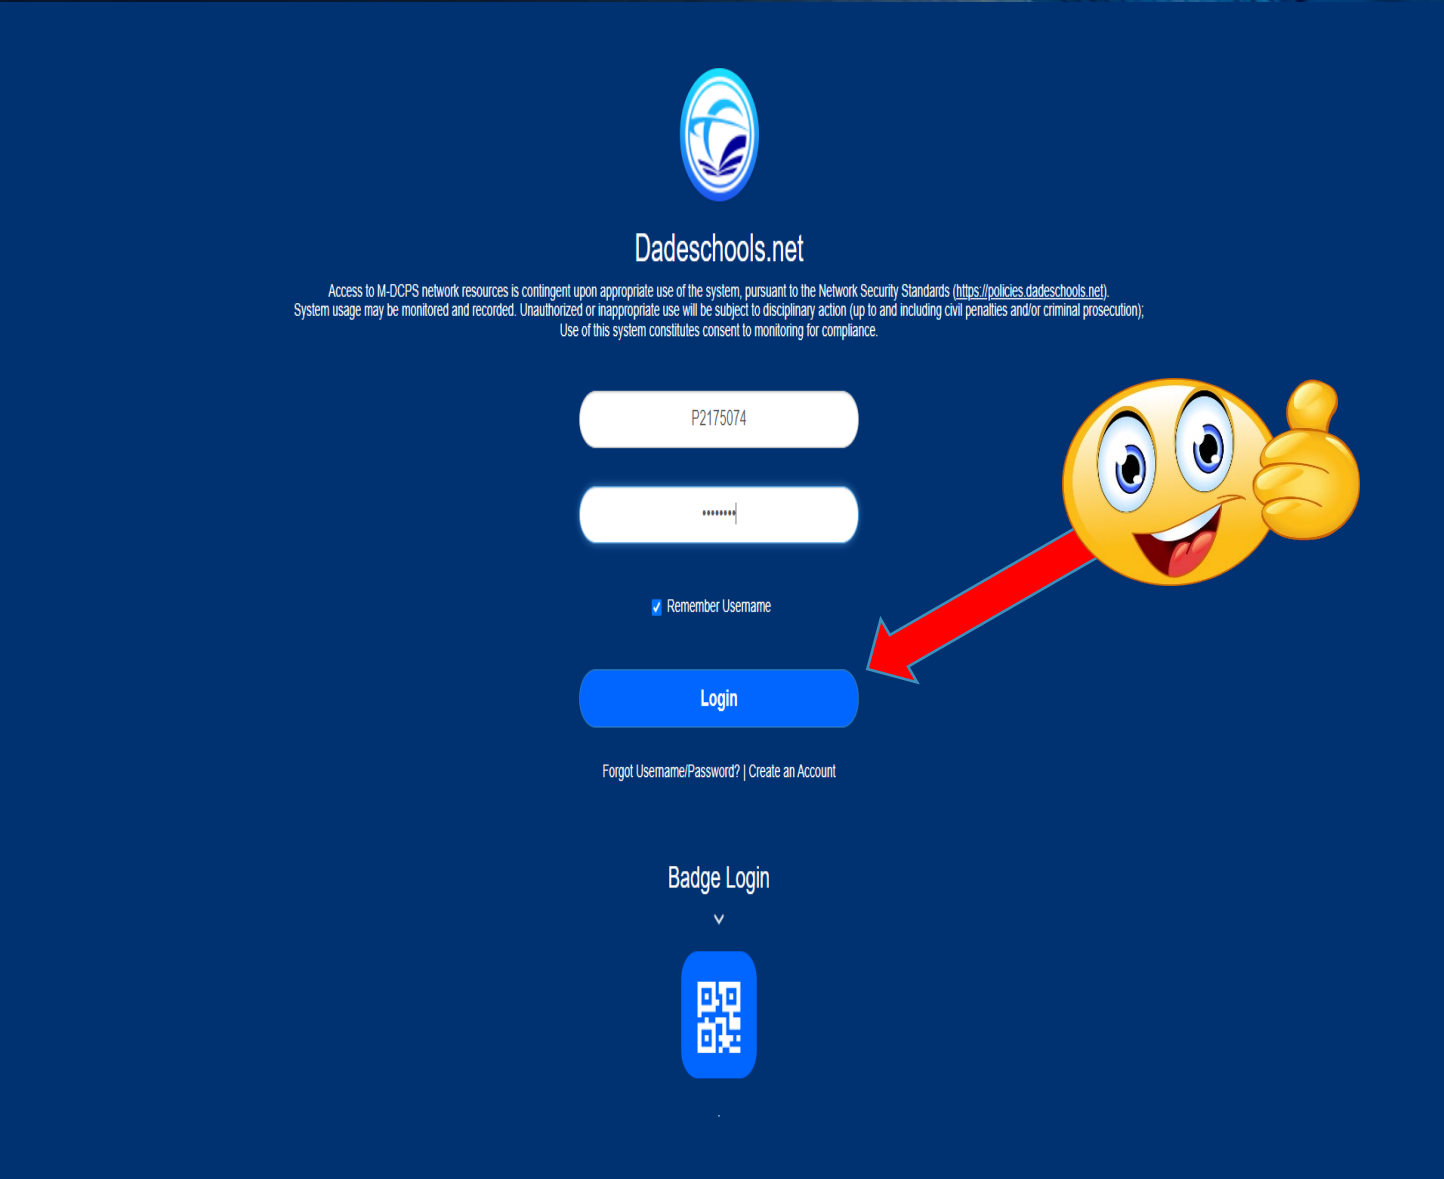 Dadeschools.net
Access to M-DCPS network resources is contingent upon appropriate use of the system, pursuant to the Network Security Standards (https://policies.dadeschools.net).
System usage may be monitored and recorded. Unauthorized or inappropriate use will be subject to disciplinary action (up to and including civil penalties and/or criminal prosecution);
Use of this system constitutes consent to monitoring for compliance.
P2175074
••••••••
Remember Username
Login
Forgot Username/Password? | Create an Account
Badge Login
.